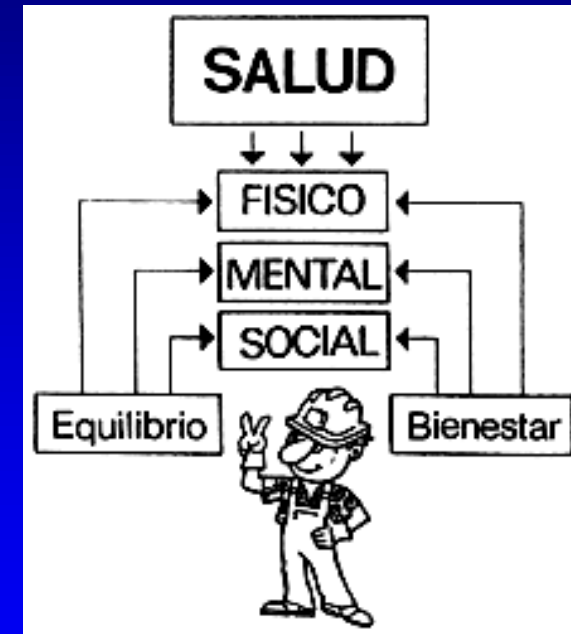 SALUD
FISICO
MENTAL
SOCIAL
Equilibrio
Bienestar